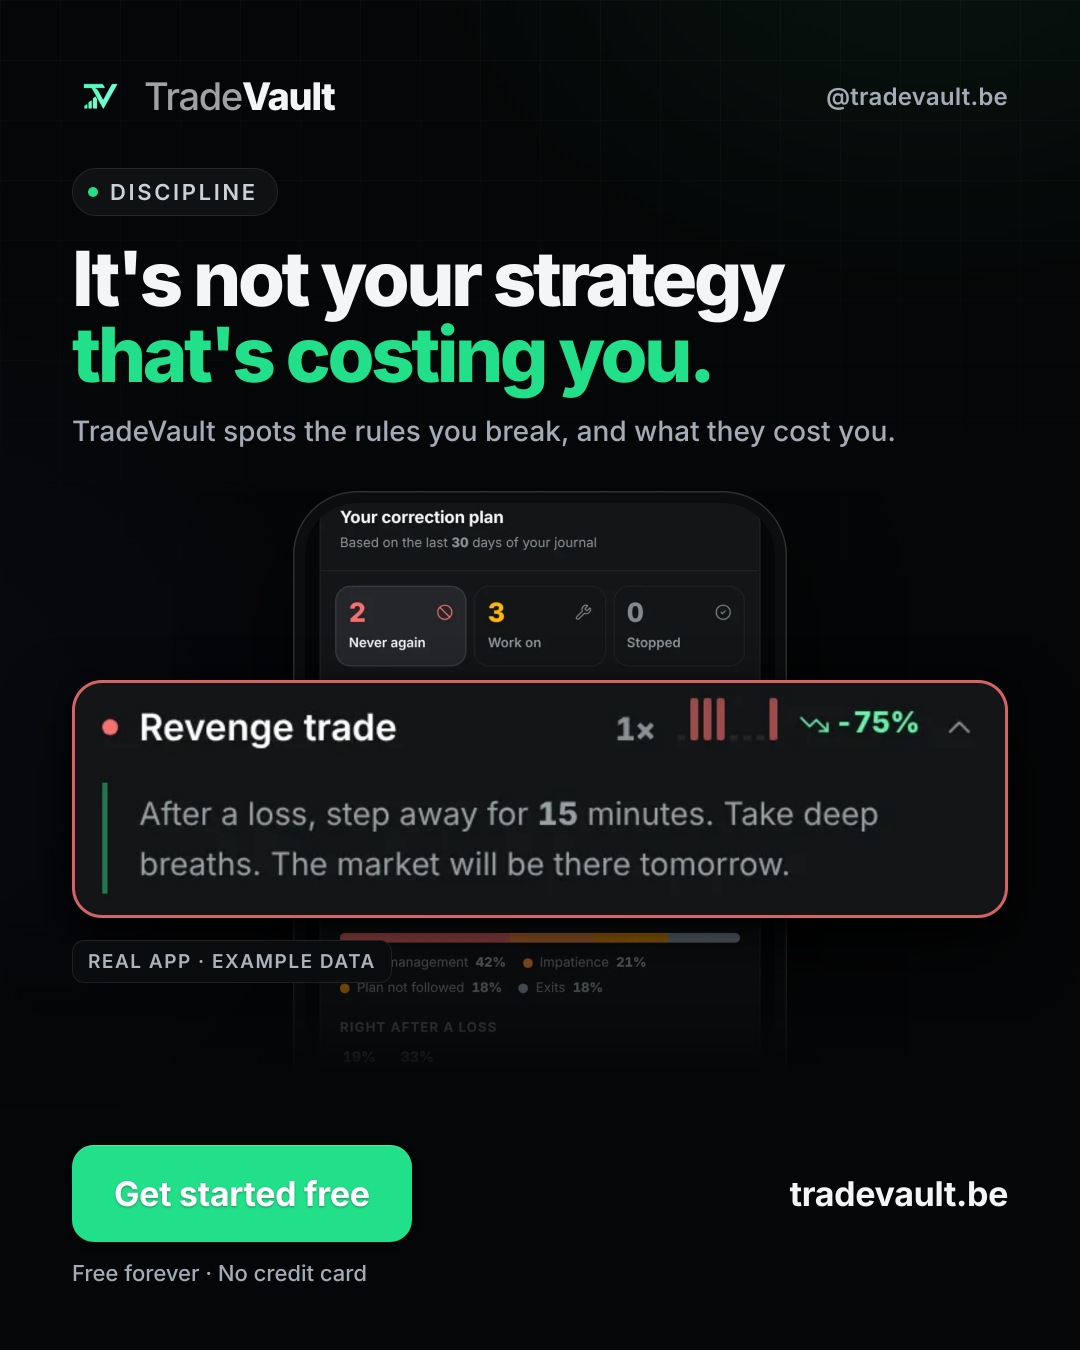 TradeVault
@tradevault.be
DISCIPLINE
It's not your strategy
that's costing you.
TradeVault spots the rules you break, and what they cost you.
Your correction plan
Based on the last 30 days of your journal
2
Never again
3
Work on
0
Stopped
Revenge trade 1× -75%
After a loss, step away for 15 minutes. Take deep
breaths. The market will be there tomorrow.
REAL APP · EXAMPLE DATA
42% Impatience 21%
Plan not followed 18% Exits 18%
RIGHT AFTER A LOSS
19% 33%
Get started free
tradevault.be
Free forever · No credit card